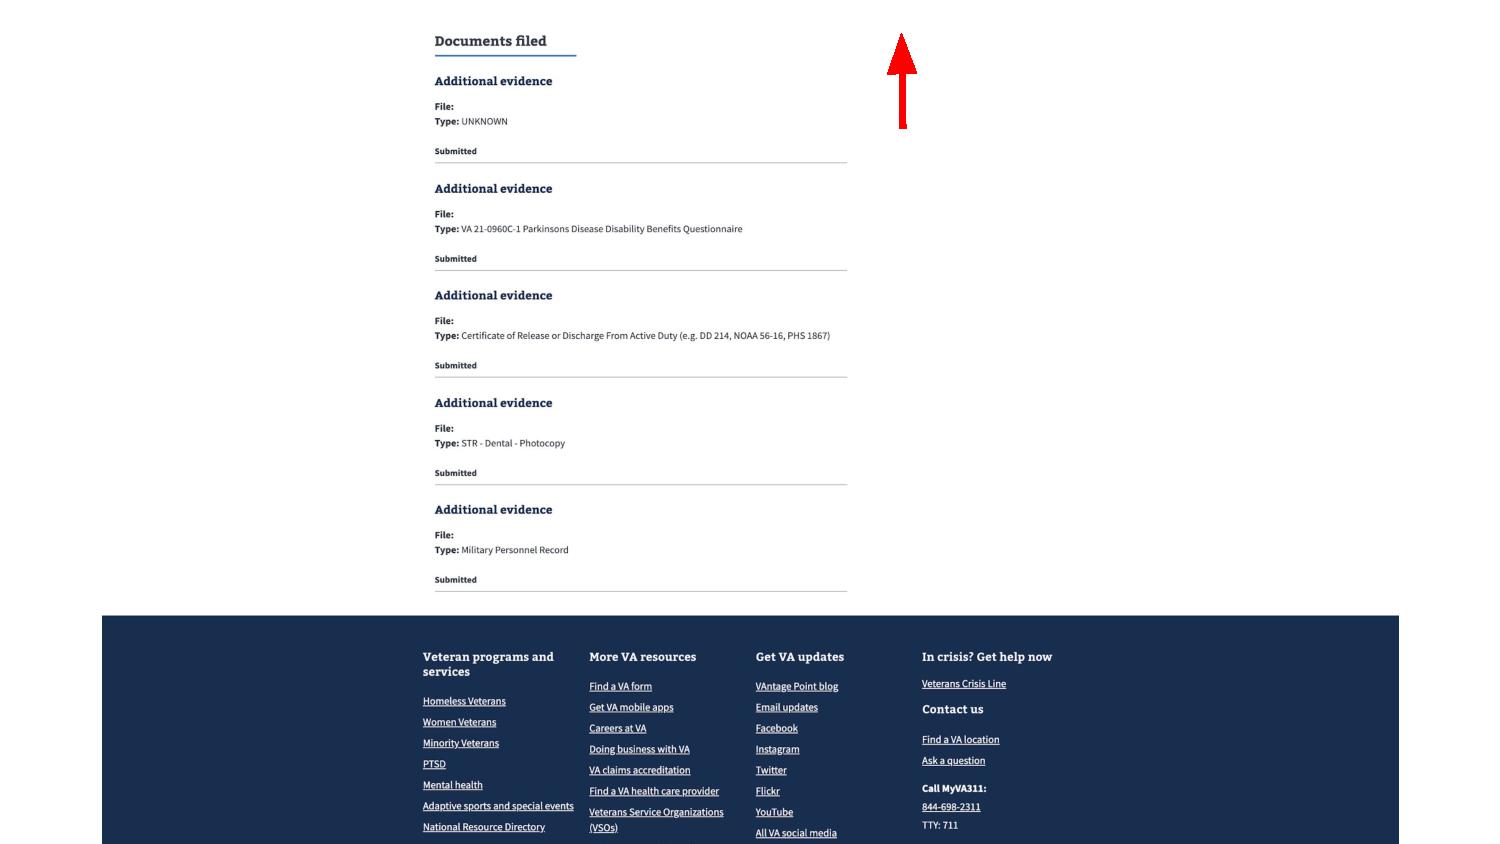 Documents filed
Additional evidence
File:
Type: UNKNOWN
Submitted
Additional evidence
File:
Type: VA 21-0960C-1 Parkinsons Disease Disability Benefits Questionnaire
Submitted
Additional evidence
File:
Type: Certificate of Release or Discharge From Active Duty (e.g. DD 214, NOAA 56-16, PHS 1867)
Submitted
Additional evidence
File:
Type: STR - Dental - Photocopy
Submitted
Additional evidence
File:
Type: Military Personnel Record
Submitted
Veteran programs and
services
Homeless Veterans
Women Veterans
Minority Veterans
PTSD
Mental health
Adaptive sports and special events
National Resource Directory
More VA resources
Find a VA form
Get VA mobile apps
Careers at VA
Doing business with VA
VA claims accreditation
Find a VA health care provider
Veterans Service Organizations
(VSOs)
Get VA updates
VAntage Point blog
Email updates
Facebook
Instagram
Twitter
Flickr
YouTube
All VA social media
In crisis? Get help now
Veterans Crisis Line
Contact us
Find a VA location
Ask a question
Call MyVA311:
844-698-2311
TTY: 711